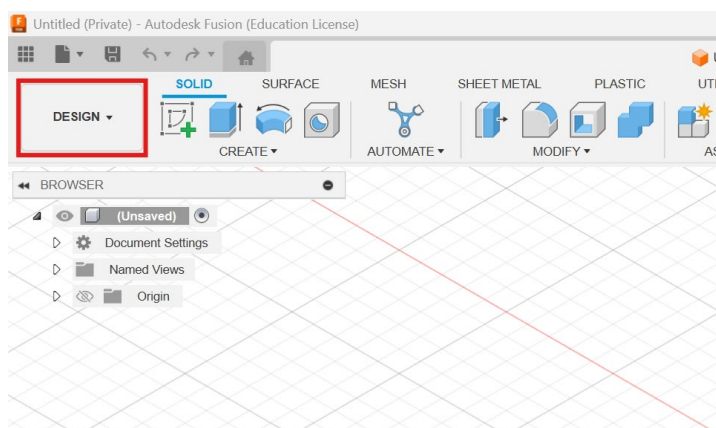 Untitled (Private) - Autodesk Fusion (Education License)
SOLID SURFACE MESH SHEET METAL PLASTIC
DESIGN
CREATE AUTOMATE MODIFY
BROWSER
(Unsaved)
Document Settings
Named Views
Origin